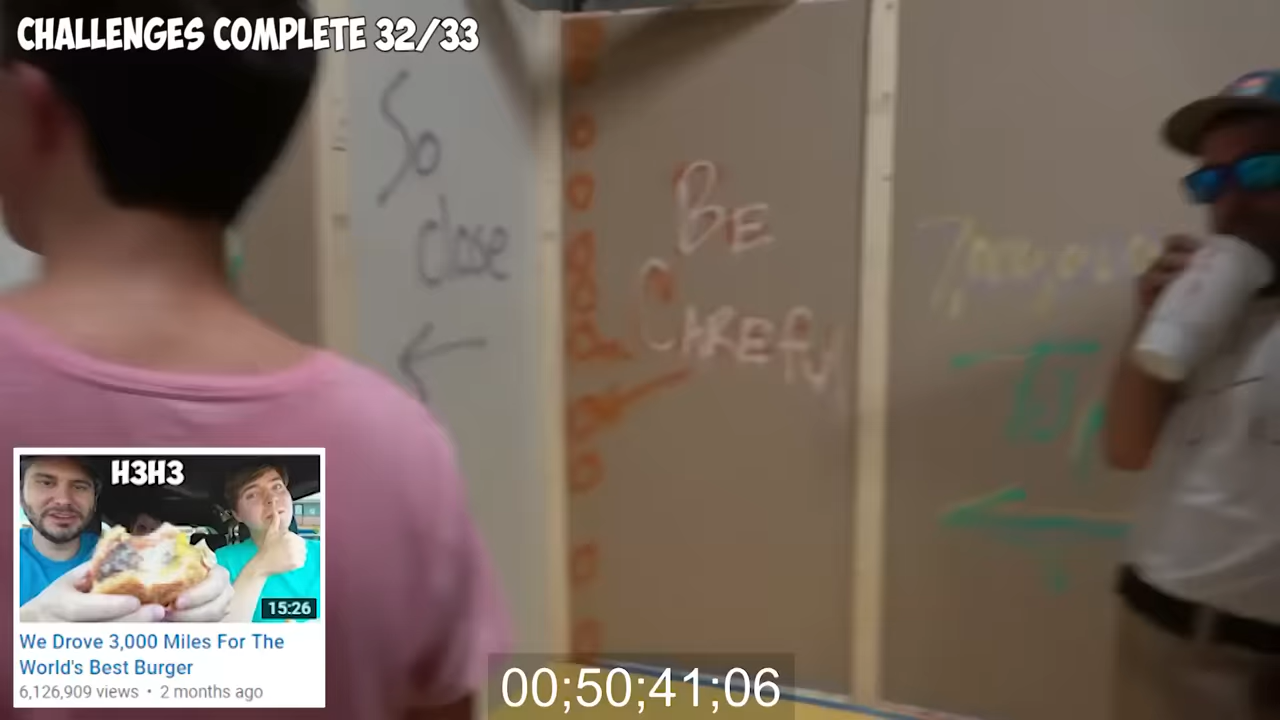 CHALLENGES COMPLETE 32/33
So
close
BE
CAREFUL
UP
H3H3
15:26
We Drove 3,000 Miles For The
World's Best Burger
6,126,909 views • 2 months ago
00;50;41;06